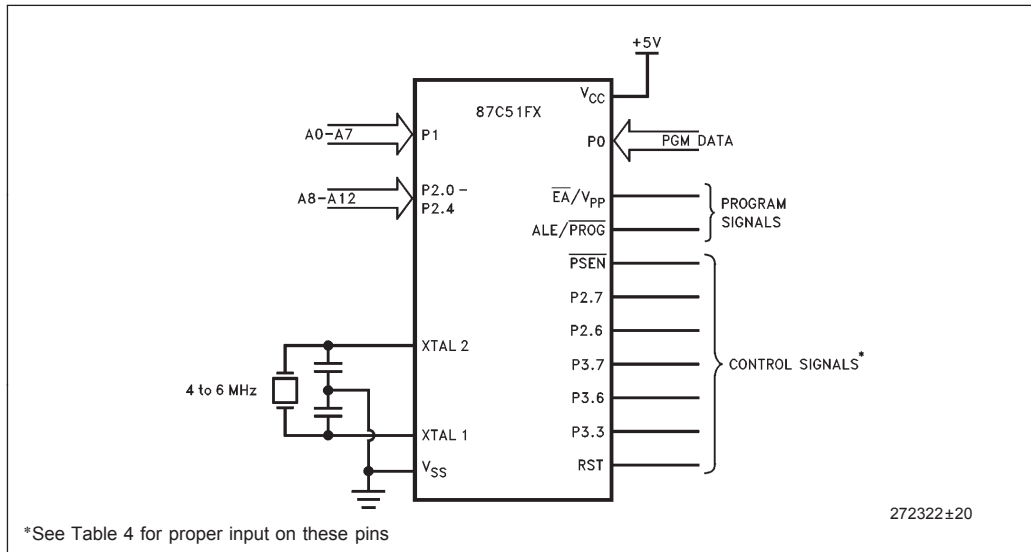 +5V
VCC
87C51FX
A0-A7
P1
P0
PGM DATA
A8-A12
P2.0-
P2.4
EA/VPP
ALE/PROG
PROGRAM
SIGNALS
PSEN
P2.7
P2.6
P3.7
P3.6
P3.3
RST
CONTROL SIGNALS*
XTAL 2
4 to 6 MHz
XTAL 1
VSS
272322±20
*See Table 4 for proper input on these pins